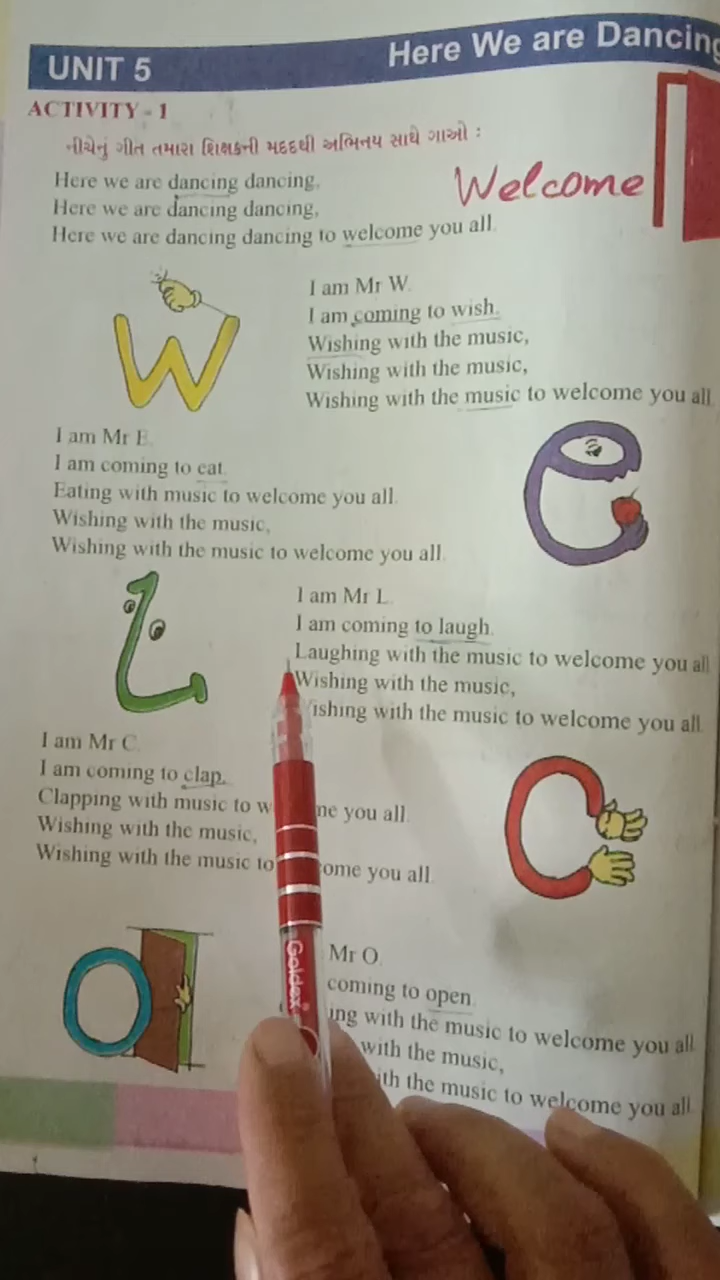 UNIT 5
Here We are Dancing
ACTIVITY - 1
નીચેનું ગીત તમારા શિક્ષકની મદદથી અભિનય સાથે ગાઓ :
Here we are dancing dancing,
Here we are dancing dancing,
Here we are dancing dancing to welcome you all.
Welcome
I am Mr W.
I am coming to wish.
Wishing with the music,
Wishing with the music,
Wishing with the music to welcome you all
I am Mr E.
I am coming to eat.
Eating with music to welcome you all.
Wishing with the music,
Wishing with the music to welcome you all.
I am Mr L.
I am coming to laugh.
Laughing with the music to welcome you all
Wishing with the music,
ishing with the music to welcome you all.
I am Mr C.
I am coming to clap.
Clapping with music to w me you all.
Wishing with the music,
Wishing with the music to ome you all.
Mr O.
coming to open.
ing with the music to welcome you all.
with the music,
ith the music to welcome you all.
Goldex